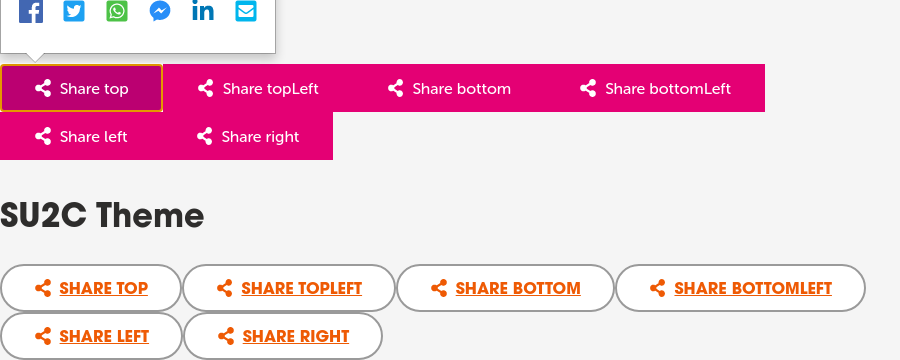 Share top Share topLeft Share bottom Share bottomLeft
Share left Share right
SU2C Theme
SHARE TOP SHARE TOPLEFT SHARE BOTTOM SHARE BOTTOMLEFT
SHARE LEFT SHARE RIGHT